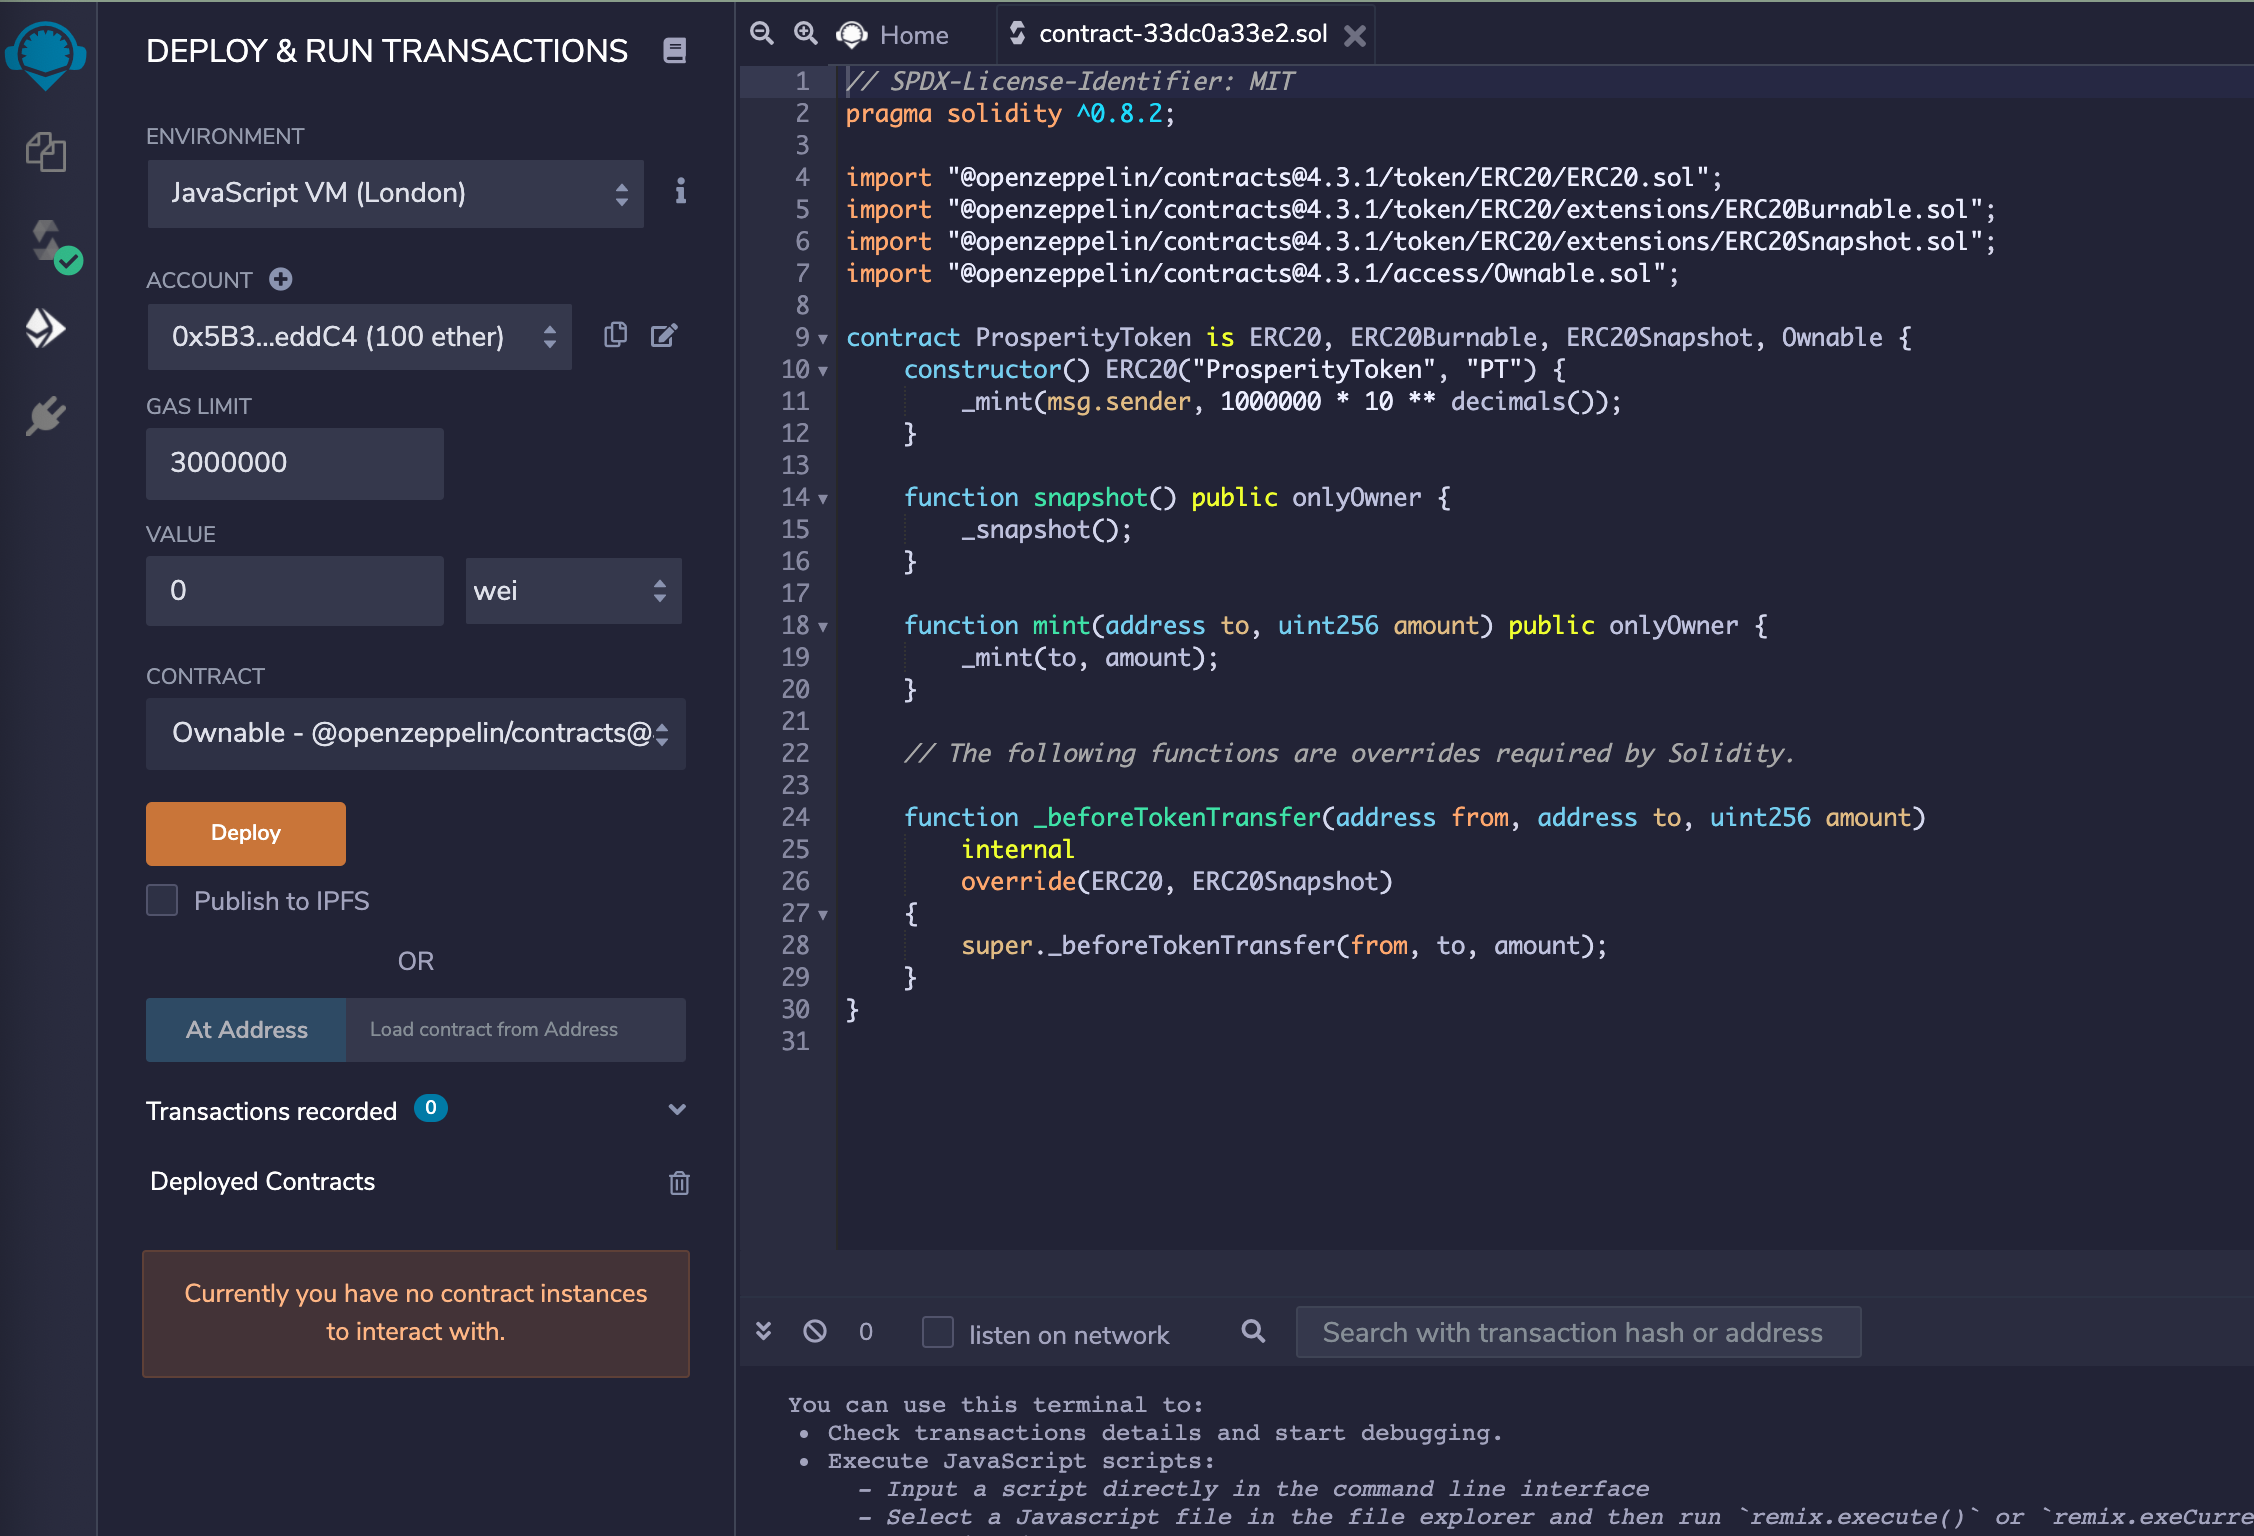 DEPLOY & RUN TRANSACTIONS
ENVIRONMENT
JavaScript VM (London)
ACCOUNT
0x5B3...eddC4 (100 ether)
GAS LIMIT
3000000
VALUE
0
wei
CONTRACT
Ownable - @openzeppelin/contracts@
Deploy
Publish to IPFS
OR
At Address
Load contract from Address
Transactions recorded 0
Deployed Contracts
Currently you have no contract instances
to interact with.
Home
contract-33dc0a33e2.sol
1 // SPDX-License-Identifier: MIT
2 pragma solidity ^0.8.2;
3
4 import "@openzeppelin/contracts@4.3.1/token/ERC20/ERC20.sol";
5 import "@openzeppelin/contracts@4.3.1/token/ERC20/extensions/ERC20Burnable.sol";
6 import "@openzeppelin/contracts@4.3.1/token/ERC20/extensions/ERC20Snapshot.sol";
7 import "@openzeppelin/contracts@4.3.1/access/Ownable.sol";
8
9 contract ProsperityToken is ERC20, ERC20Burnable, ERC20Snapshot, Ownable {
10 constructor() ERC20("ProsperityToken", "PT") {
11 _mint(msg.sender, 1000000 * 10 ** decimals());
12 }
13
14 function snapshot() public onlyOwner {
15 _snapshot();
16 }
17
18 function mint(address to, uint256 amount) public onlyOwner {
19 _mint(to, amount);
20 }
21
22 // The following functions are overrides required by Solidity.
23
24 function _beforeTokenTransfer(address from, address to, uint256 amount)
25 internal
26 override(ERC20, ERC20Snapshot)
27 {
28 super._beforeTokenTransfer(from, to, amount);
29 }
30 }
31
0
listen on network
Search with transaction hash or address
You can use this terminal to:
• Check transactions details and start debugging.
• Execute JavaScript scripts:
– Input a script directly in the command line interface
– Select a Javascript file in the file explorer and then run `remix.execute()` or `remix.exeCurre